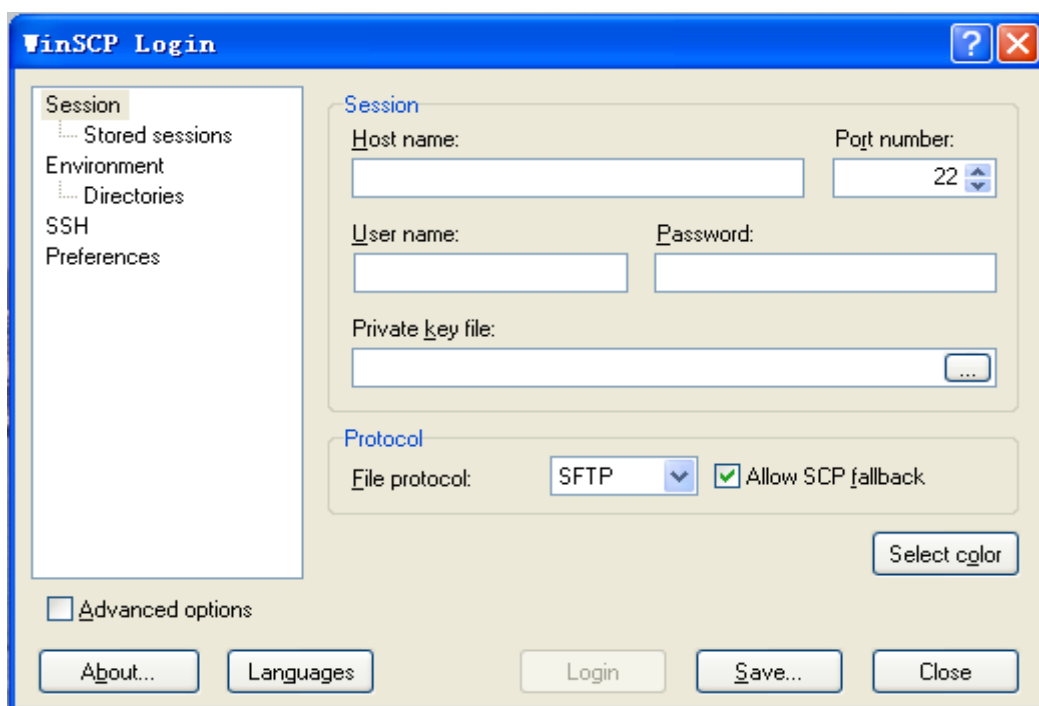 WinSCP Login
Session
Stored sessions
Environment
Directories
SSH
Preferences
Session
Host name:
Port number:
22
User name:
Password:
Private key file:
...
Protocol
File protocol:
SFTP
Allow SCP fallback
Select color
Advanced options
About...
Languages
Login
Save...
Close